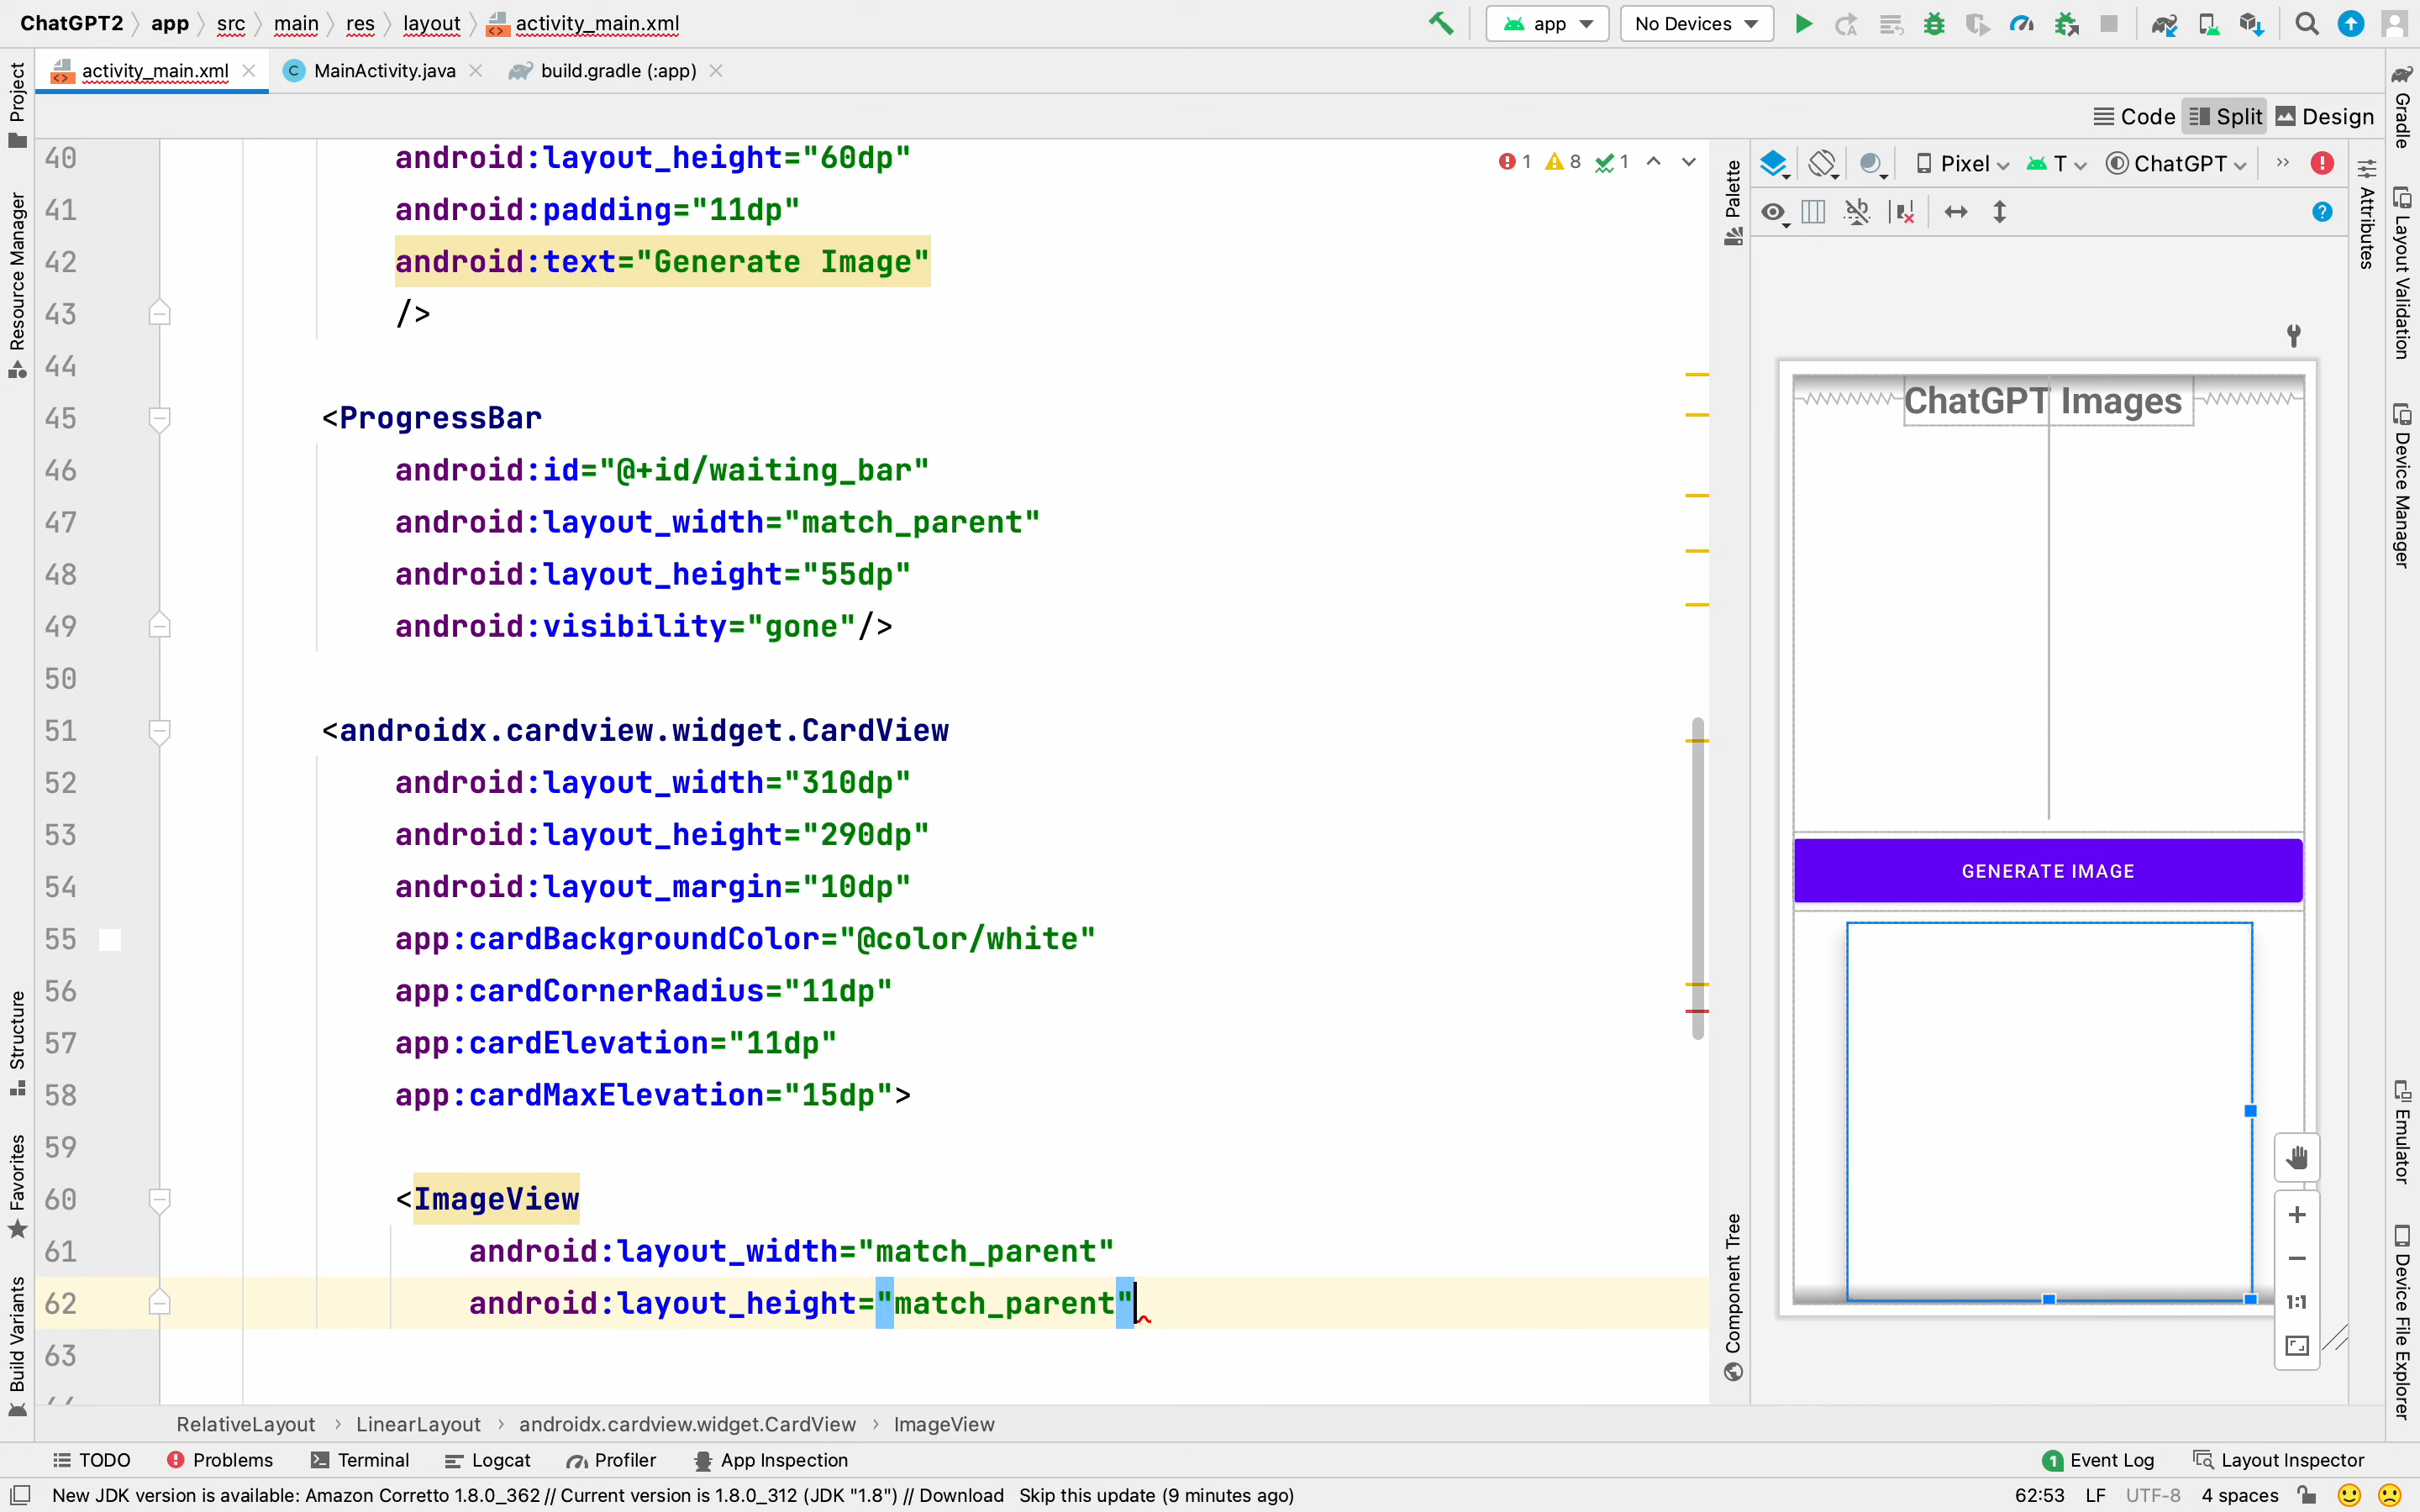 ChatGPT2 app src main res layout activity_main.xml app No Devices
activity_main.xml MainActivity.java build.gradle (:app)
Code Split Design
Project
Resource Manager
Structure
Favorites
Build Variants
40 android:layout_height="60dp"
41 android:padding="11dp"
42 android:text="Generate Image"
43 />
44
45 <ProgressBar
46 android:id="@+id/waiting_bar"
47 android:layout_width="match_parent"
48 android:layout_height="55dp"
49 android:visibility="gone"/>
50
51 <androidx.cardview.widget.CardView
52 android:layout_width="310dp"
53 android:layout_height="290dp"
54 android:layout_margin="10dp"
55 app:cardBackgroundColor="@color/white"
56 app:cardCornerRadius="11dp"
57 app:cardElevation="11dp"
58 app:cardMaxElevation="15dp">
59
60 <ImageView
61 android:layout_width="match_parent"
62 android:layout_height="match_parent"
63
1 8 1
Palette
Component Tree
Pixel T ChatGPT
ChatGPT Images
GENERATE IMAGE
1:1
Attributes
Gradle
Layout Validation
Device Manager
Emulator
Device File Explorer
RelativeLayout › LinearLayout › androidx.cardview.widget.CardView › ImageView
TODO Problems Terminal Logcat Profiler App Inspection 1 Event Log Layout Inspector
New JDK version is available: Amazon Corretto 1.8.0_362 // Current version is 1.8.0_312 (JDK "1.8") // Download Skip this update (9 minutes ago) 62:53 LF UTF-8 4 spaces